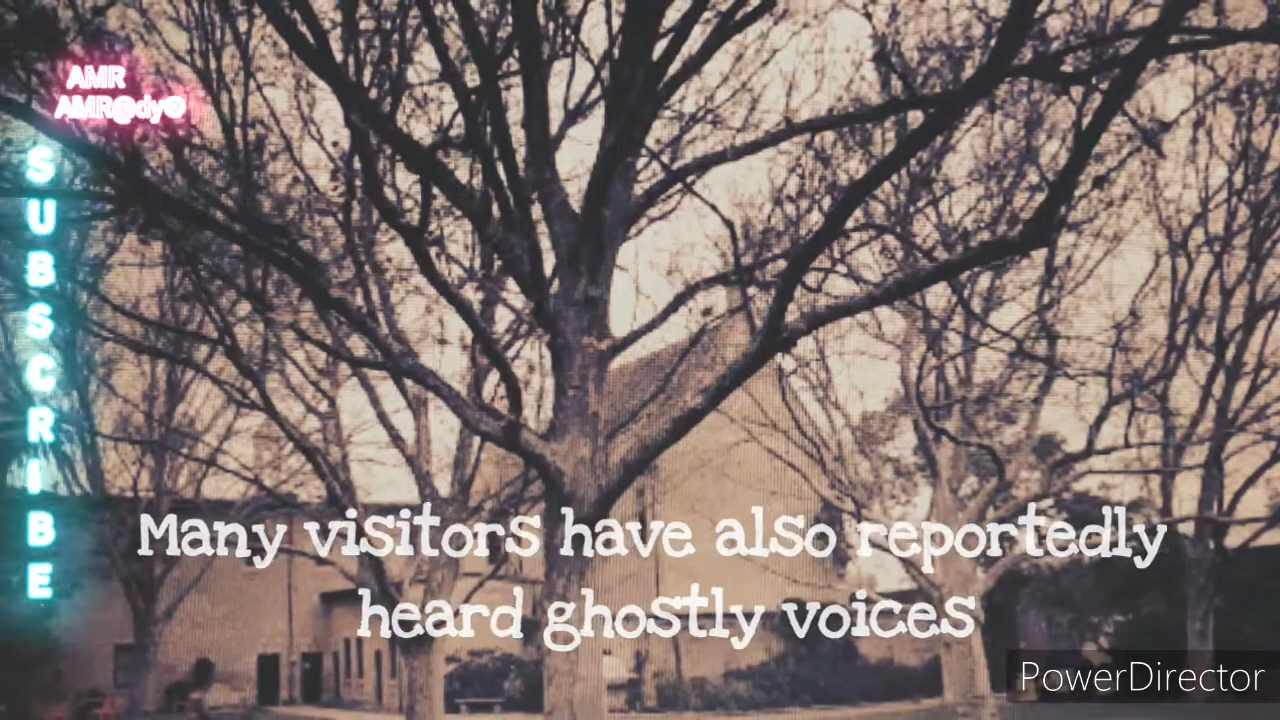 AMR
AMR@dy@
SUBSCRIBE
Many visitors have also reportedly
heard ghostly voices
PowerDirector